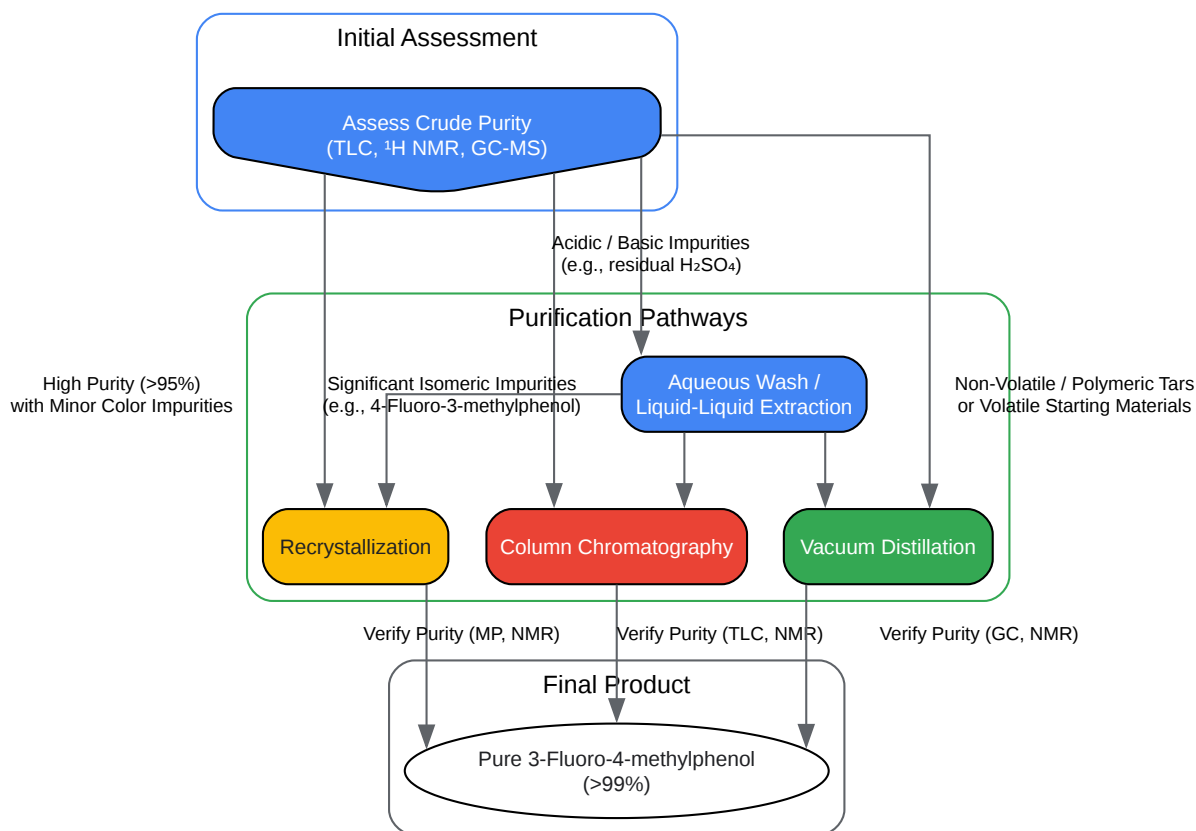 Initial Assessment
Assess Crude Purity
(TLC, ¹H NMR, GC-MS)
Acidic / Basic Impurities
(e.g., residual H₂SO₄)
Purification Pathways
High Purity (>95%)
with Minor Color Impurities
Significant Isomeric Impurities
(e.g., 4-Fluoro-3-methylphenol)
Aqueous Wash /
Liquid-Liquid Extraction
Non-Volatile / Polymeric Tars
or Volatile Starting Materials
Recrystallization
Column Chromatography
Vacuum Distillation
Verify Purity (MP, NMR)
Verify Purity (TLC, NMR)
Verify Purity (GC, NMR)
Final Product
Pure 3-Fluoro-4-methylphenol
(>99%)